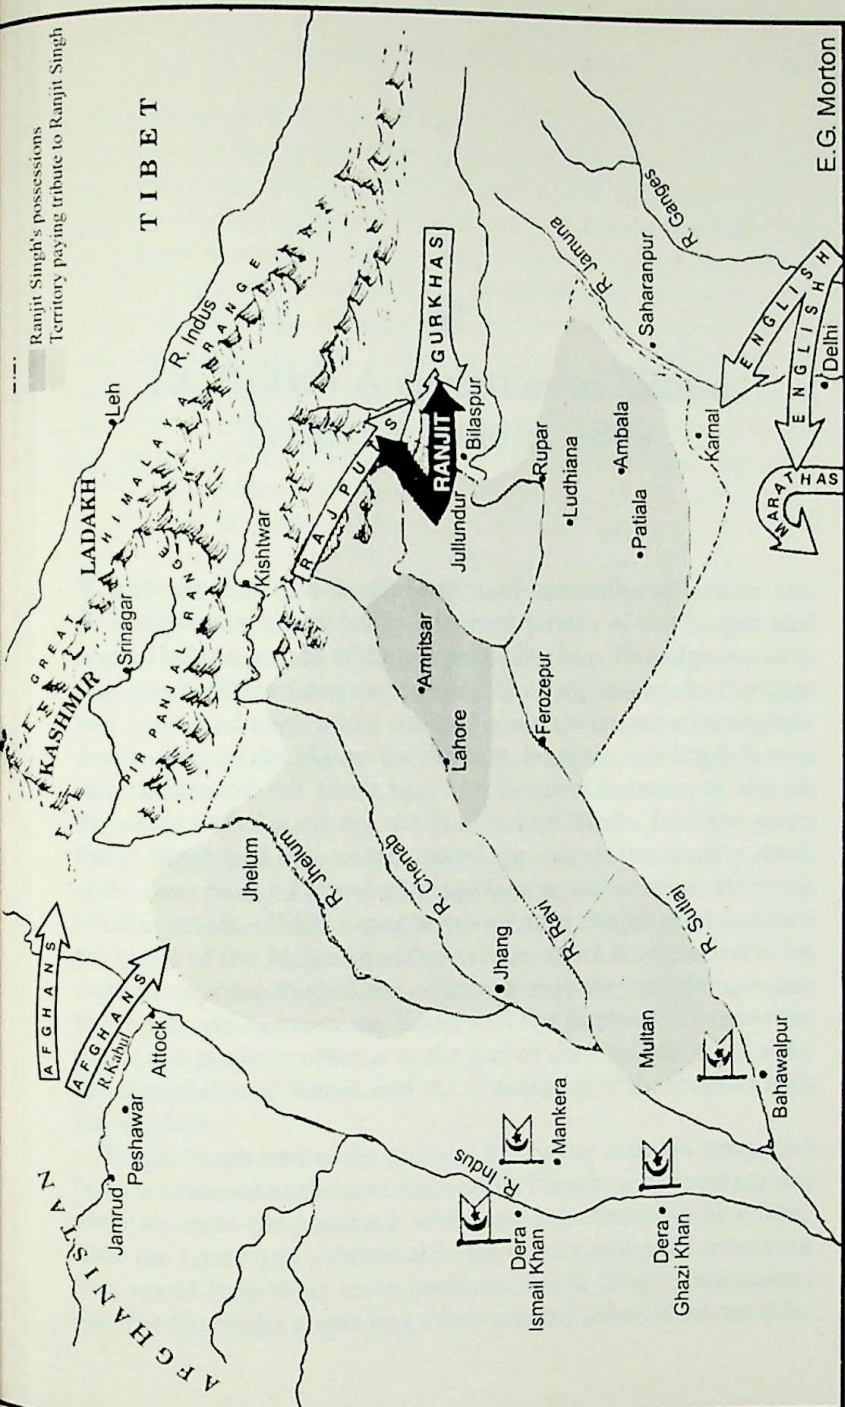 Ranjit Singh's possessions
Territory paying tribute to Ranjit Singh
TIBET
LADAKH
Leh
R. Indus
GREAT HIMALAYA RANGE
KASHMIR
Srinagar
PIR PANJAL RANGE
Kishtwar
AFGHANISTAN
AFGHANS
AFGHANS
R.Kabul
Jamrud
Peshawar
Attock
Jhelum
R. Jhelum
R. Chenab
RAJPUTS
RANJIT
GURKHAS
Bilaspur
Jullundur
Amritsar
Lahore
Rupar
Ludhiana
Ferozepur
Ambala
Patiala
R. Jamuna
Saharanpur
R. Ganges
Karnal
ENGLISH
ENGLISH
Delhi
MARATHAS
Jhang
R. Ravi
R. Sutlaj
R. Indus
Mankera
Multan
Dera
Ismail Khan
Dera
Ghazi Khan
Bahawalpur
E.G. Morton